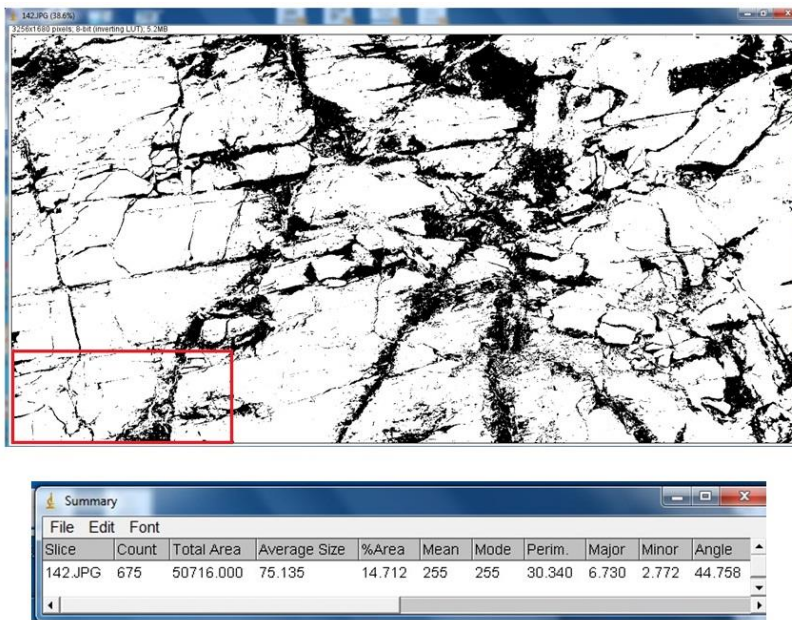 142.JPG (38.6%)
3256x1680 pixels; 8-bit (inverting LUT); 5.2MB
Summary
File Edit Font
Slice Count Total Area Average Size %Area Mean Mode Perim. Major Minor Angle
142.JPG 675 50716.000 75.135 14.712 255 255 30.340 6.730 2.772 44.758